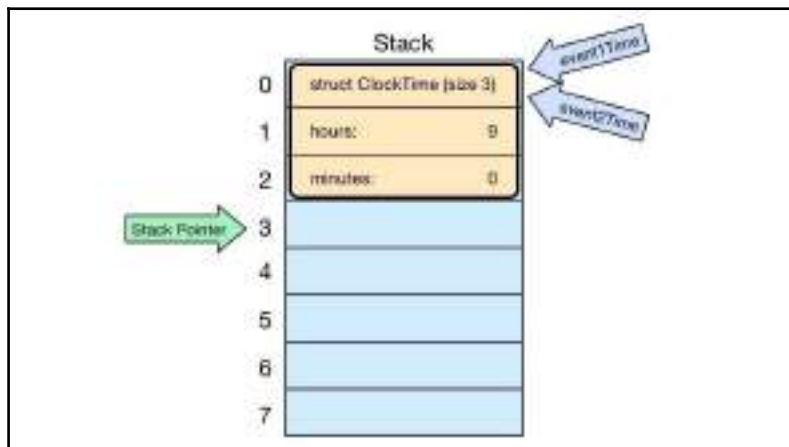 Stack
event1Time
0 struct ClockTime (size 3)
event2Time
1 hours: 9
2 minutes: 0
Stack Pointer 3
4
5
6
7